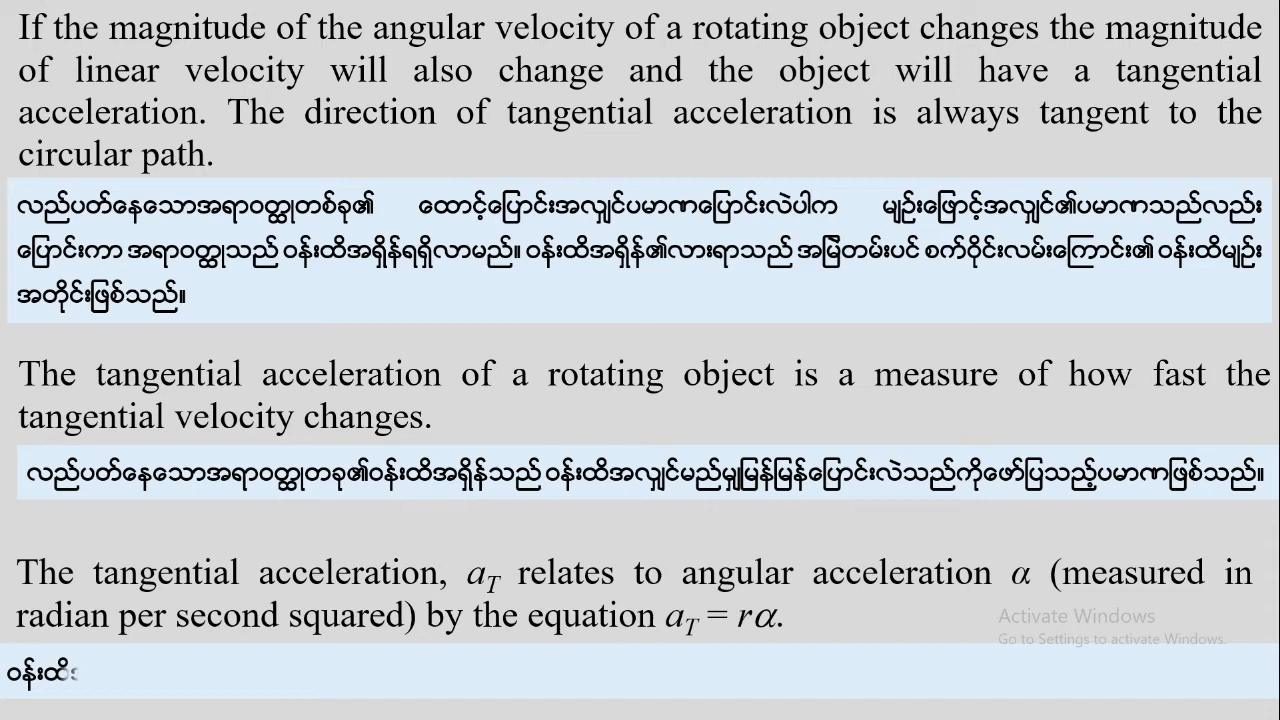 If the magnitude of the angular velocity of a rotating object changes the magnitude
of linear velocity will also change and the object will have a tangential
acceleration. The direction of tangential acceleration is always tangent to the
circular path.
လည်ပတ်နေသောအရာဝတ္ထုတစ်ခု၏ ထောင့်ပြောင်းအလျှင်ပမာဏပြောင်းလဲပါက မျဉ်းဖြောင့်အလျှင်၏ပမာဏသည်လည်း
ပြောင်းကာ အရာဝတ္ထုသည် ဝန်းထိအရှိန်ရရှိလာမည်။ ဝန်းထိအရှိန်၏လားရာသည် အမြဲတမ်းပင် စက်ဝိုင်းလမ်းကြောင်း၏ ဝန်းထိမျဉ်း
အတိုင်းဖြစ်သည်။
The tangential acceleration of a rotating object is a measure of how fast the
tangential velocity changes.
လည်ပတ်နေသောအရာဝတ္ထုတခု၏ဝန်းထိအရှိန်သည် ဝန်းထိအလျှင်မည်မျှမြန်မြန်ပြောင်းလဲသည်ကိုဖော်ပြသည့်ပမာဏဖြစ်သည်။
The tangential acceleration, a_T relates to angular acceleration α (measured in
radian per second squared) by the equation a_T = rα.
Activate Windows
Go to Settings to activate Windows.
ဝန်းထိ